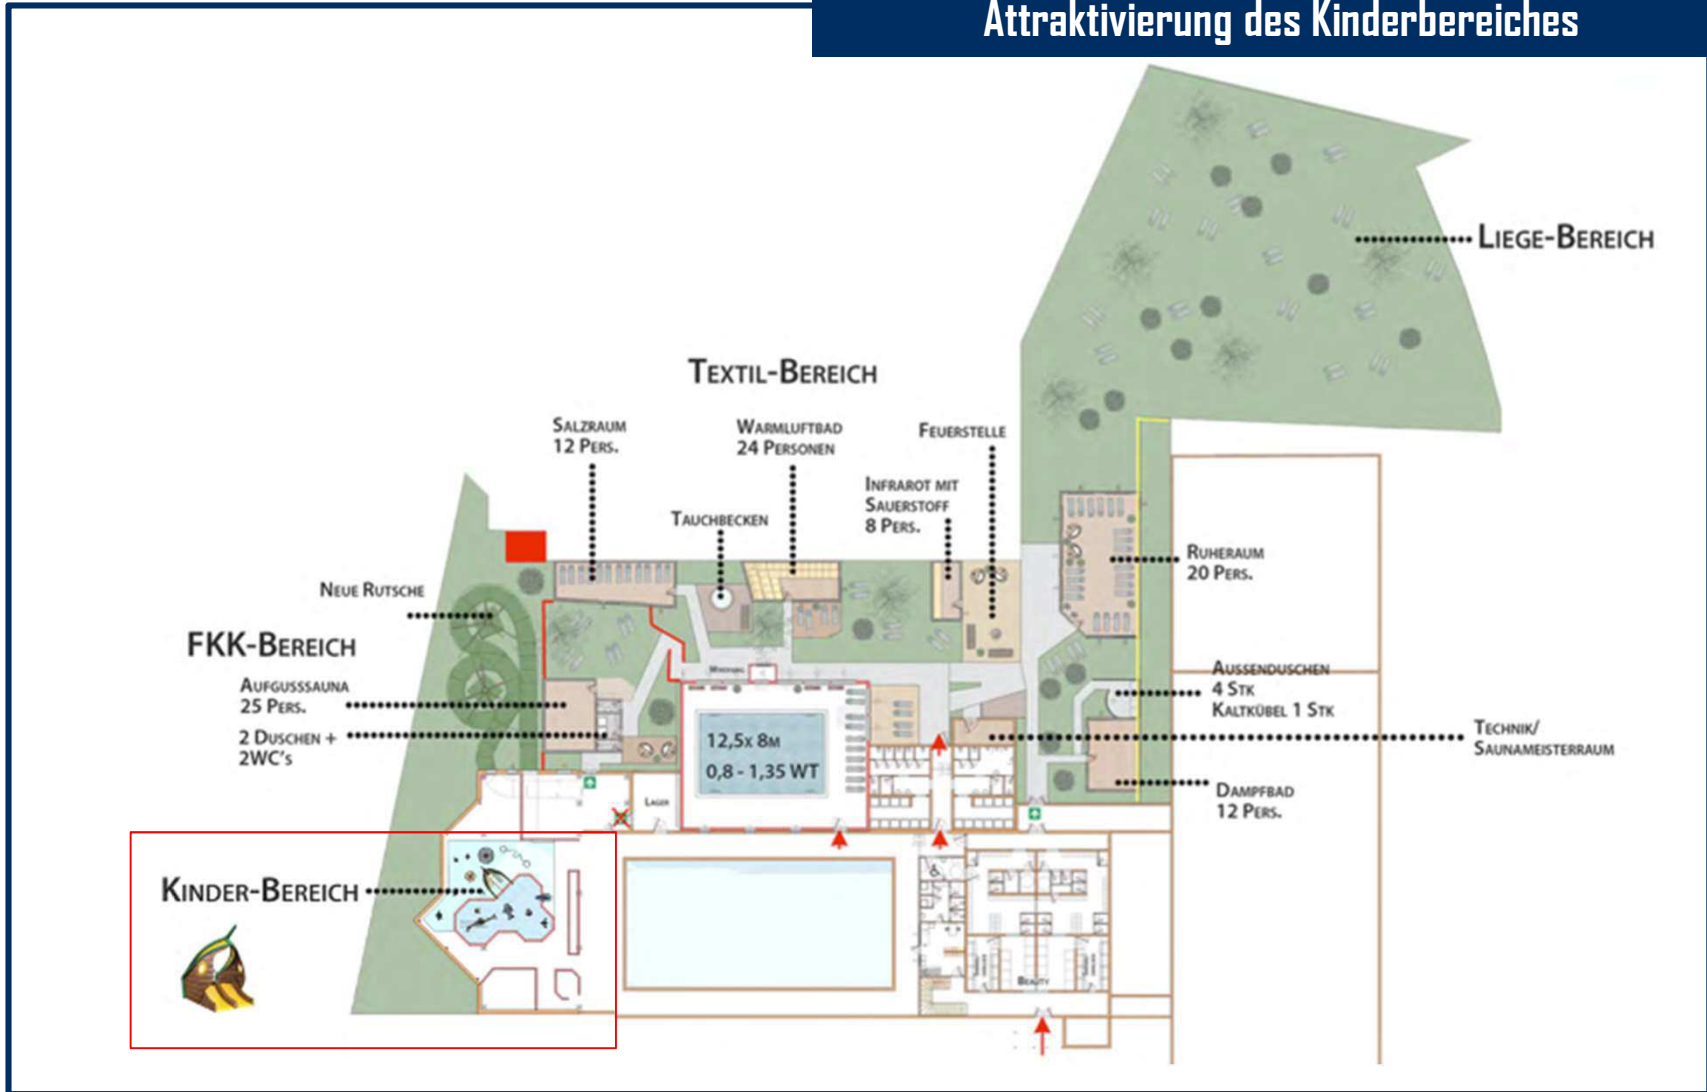 Attraktivierung des Kinderbereiches
Liege-Bereich
Textil-Bereich
Salzraum
12 Pers.
Warmluftbad
24 Personen
Feuerstelle
Infrarot mit
Sauerstoff
8 Pers.
Tauchbecken
Ruheraum
20 Pers.
Neue Rutsche
FKK-Bereich
Aufgusssauna
25 Pers.
2 Duschen +
2WC's
Aussenduschen
4 Stk
Kaltkübel 1 Stk
Technik/
Saunameisterraum
12,5x 8m
0,8 - 1,35 WT
Lager
Dampfbad
12 Pers.
Kinder-Bereich
Beauty